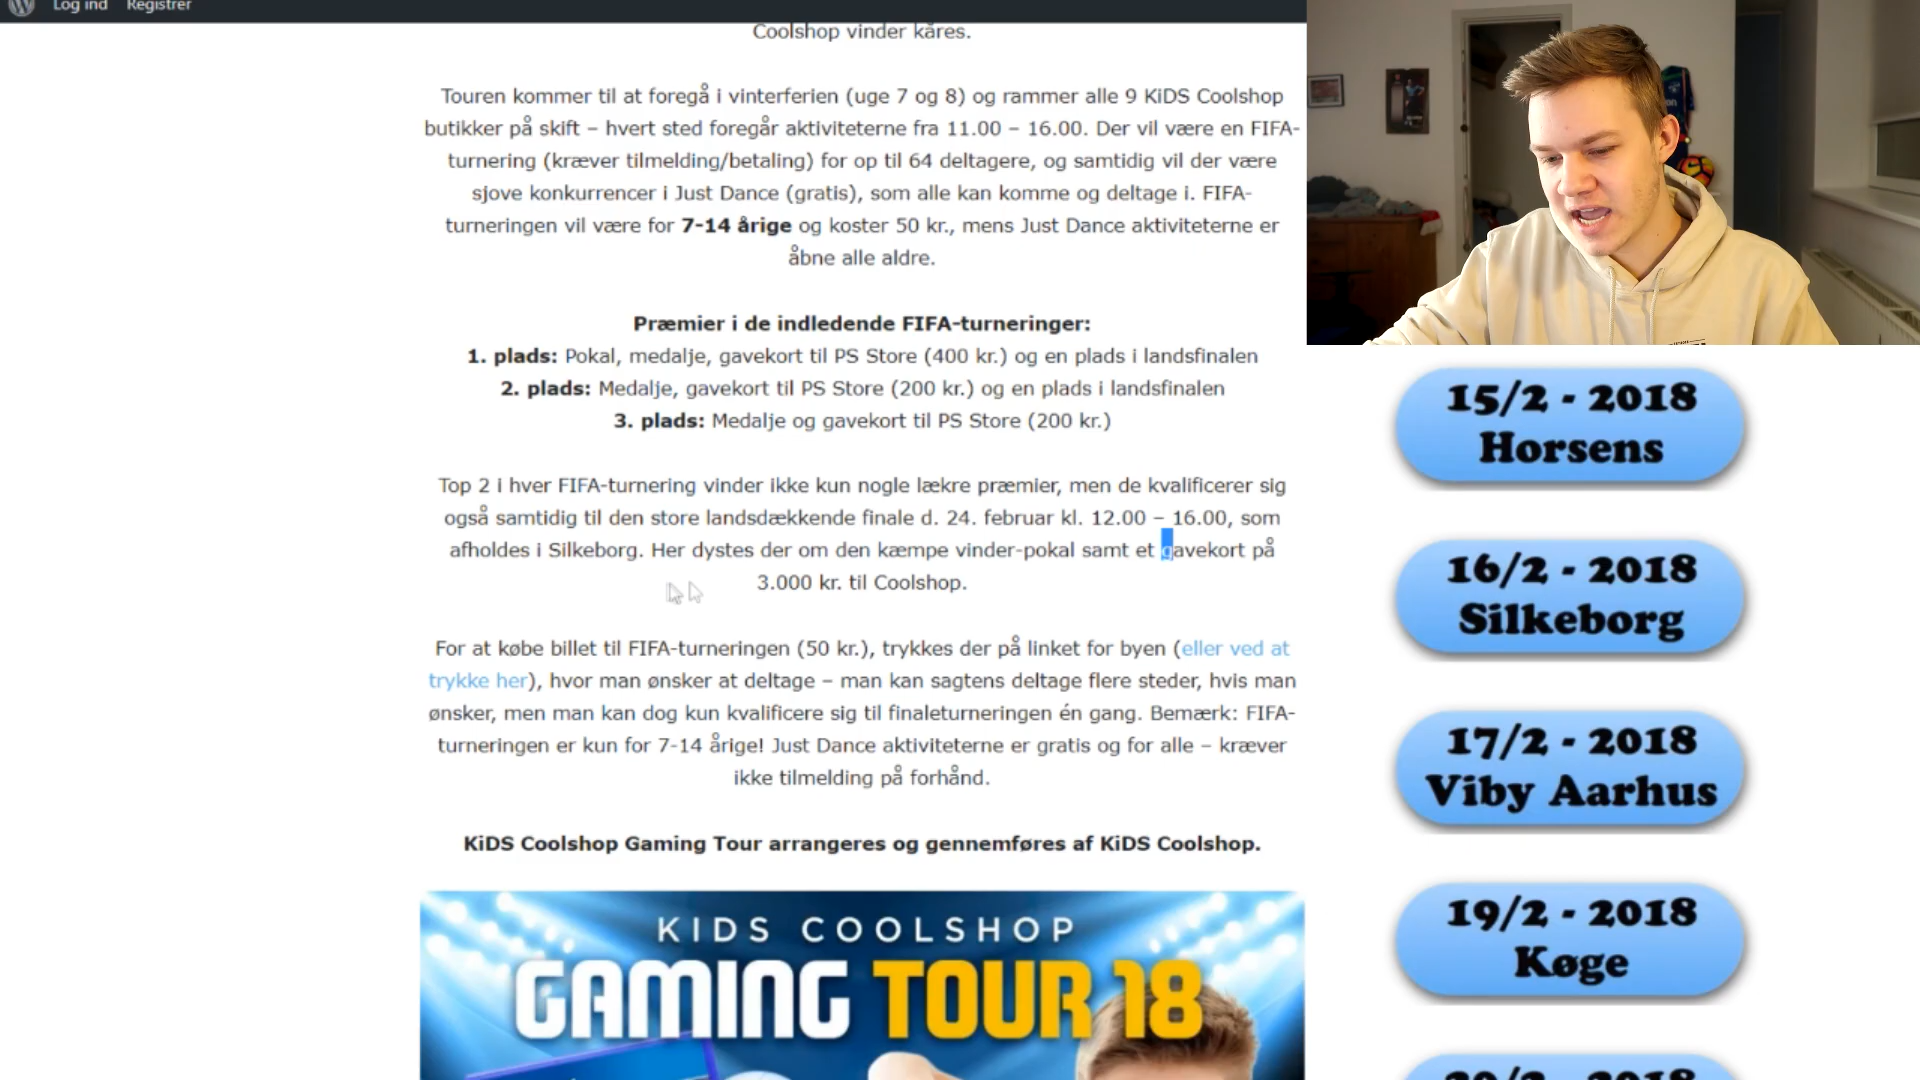 Log ind Registrer
Coolshop vinder kåres.
Touren kommer til at foregå i vinterferien (uge 7 og 8) og rammer alle 9 KiDS Coolshop
butikker på skift – hvert sted foregår aktiviteterne fra 11.00 – 16.00. Der vil være en FIFA-
turnering (kræver tilmelding/betaling) for op til 64 deltagere, og samtidig vil der være
sjove konkurrencer i Just Dance (gratis), som alle kan komme og deltage i. FIFA-
turneringen vil være for 7-14 årige og koster 50 kr., mens Just Dance aktiviteterne er
åbne alle aldre.
Præmier i de indledende FIFA-turneringer:
1. plads: Pokal, medalje, gavekort til PS Store (400 kr.) og en plads i landsfinalen
2. plads: Medalje, gavekort til PS Store (200 kr.) og en plads i landsfinalen
3. plads: Medalje og gavekort til PS Store (200 kr.)
Top 2 i hver FIFA-turnering vinder ikke kun nogle lækre præmier, men de kvalificerer sig
også samtidig til den store landsdækkende finale d. 24. februar kl. 12.00 – 16.00, som
afholdes i Silkeborg. Her dystes der om den kæmpe vinder-pokal samt et gavekort på
3.000 kr. til Coolshop.
For at købe billet til FIFA-turneringen (50 kr.), trykkes der på linket for byen (eller ved at
trykke her), hvor man ønsker at deltage – man kan sagtens deltage flere steder, hvis man
ønsker, men man kan dog kun kvalificere sig til finaleturneringen én gang. Bemærk: FIFA-
turneringen er kun for 7-14 årige! Just Dance aktiviteterne er gratis og for alle – kræver
ikke tilmelding på forhånd.
KiDS Coolshop Gaming Tour arrangeres og gennemføres af KiDS Coolshop.
KIDS COOLSHOP
GAMING TOUR 18
15/2 - 2018
Horsens
16/2 - 2018
Silkeborg
17/2 - 2018
Viby Aarhus
19/2 - 2018
Køge
20/2 - 2018